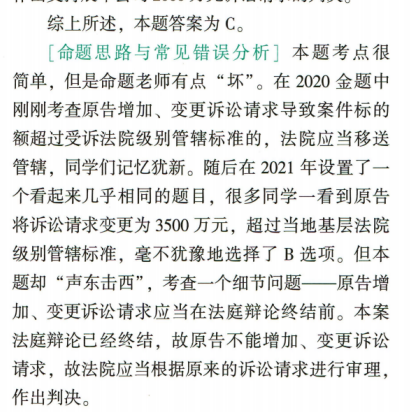 综上所述，本题答案为 C。
[命题思路与常见错误分析] 本题考点很
简单，但是命题老师有点“坏”。在 2020 金题中
刚刚考查原告增加、变更诉讼请求导致案件标的
额超过受诉法院级别管辖标准的，法院应当移送
管辖，同学们记忆犹新。随后在 2021 年设置了一
个看起来几乎相同的题目，很多同学一看到原告
将诉讼请求变更为 3500 万元，超过当地基层法院
级别管辖标准，毫不犹豫地选择了 B 选项。但本
题却“声东击西”，考查一个细节问题——原告增
加、变更诉讼请求应当在法庭辩论终结前。本案
法庭辩论已经终结，故原告不能增加、变更诉讼
请求，故法院应当根据原来的诉讼请求进行审理，
作出判决。